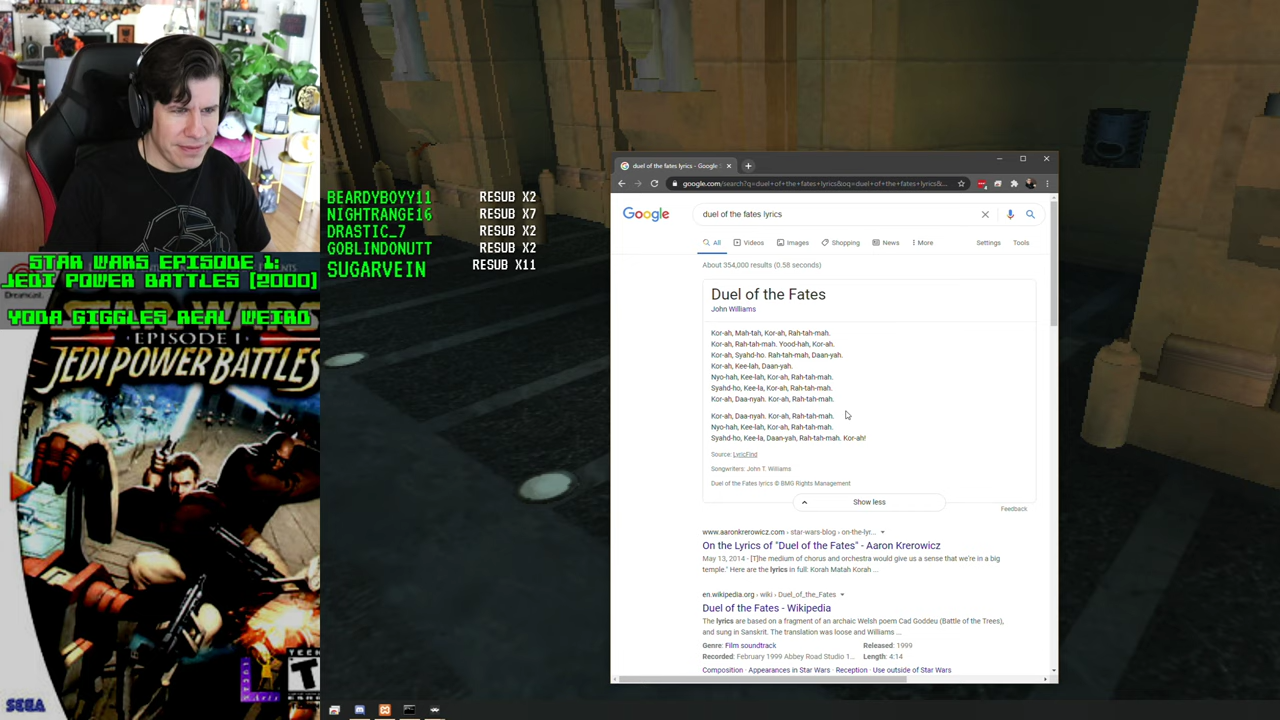 BEARDYBOYY11 RESUB X2
NIGHTRANGE16 RESUB X7
DRASTIC_7 RESUB X2
GOBLINDONUTT RESUB X2
SUGARVEIN RESUB X11
STAR WARS EPISODE 1:
JEDI POWER BATTLES [2000]
YODA GIGGLES REAL WEIRD
STAR WARS
EPISODE I
JEDI POWER BATTLES
SEGA
TEEN
T
duel of the fates lyrics - Google
google.com/search?q=duel+of+the+fates+lyrics&oq=duel+of+the+fates+lyrics&...
Google
duel of the fates lyrics
All Videos Images Shopping News More Settings Tools
About 354,000 results (0.58 seconds)
Duel of the Fates
John Williams
Kor-ah, Mah-tah, Kor-ah, Rah-tah-mah.
Kor-ah, Rah-tah-mah. Yood-hah, Kor-ah.
Kor-ah, Syahd-ho. Rah-tah-mah, Daan-yah.
Kor-ah, Kee-lah, Daan-yah.
Nyo-hah, Kee-lah, Kor-ah, Rah-tah-mah.
Syahd-ho, Kee-la, Kor-ah, Rah-tah-mah.
Kor-ah, Daa-nyah. Kor-ah, Rah-tah-mah.
Kor-ah, Daa-nyah. Kor-ah, Rah-tah-mah.
Nyo-hah, Kee-lah, Kor-ah, Rah-tah-mah.
Syahd-ho, Kee-la, Daan-yah, Rah-tah-mah. Kor-ah!
Source: LyricFind
Songwriters: John T. Williams
Duel of the Fates lyrics © BMG Rights Management
Show less
Feedback
www.aaronkrerowicz.com › star-wars-blog › on-the-lyr...
On the Lyrics of "Duel of the Fates" - Aaron Krerowicz
May 13, 2014 - [T]he medium of chorus and orchestra would give us a sense that we're in a big
temple." Here are the lyrics in full: Korah Matah Korah ...
en.wikipedia.org › wiki › Duel_of_the_Fates
Duel of the Fates - Wikipedia
The lyrics are based on a fragment of an archaic Welsh poem Cad Goddeu (Battle of the Trees),
and sung in Sanskrit. The translation was loose and Williams ...
Genre: Film soundtrack Released: 1999
Recorded: February 1999 Abbey Road Studio 1... Length: 4:14
Composition · Appearances in Star Wars · Reception · Use outside of Star Wars